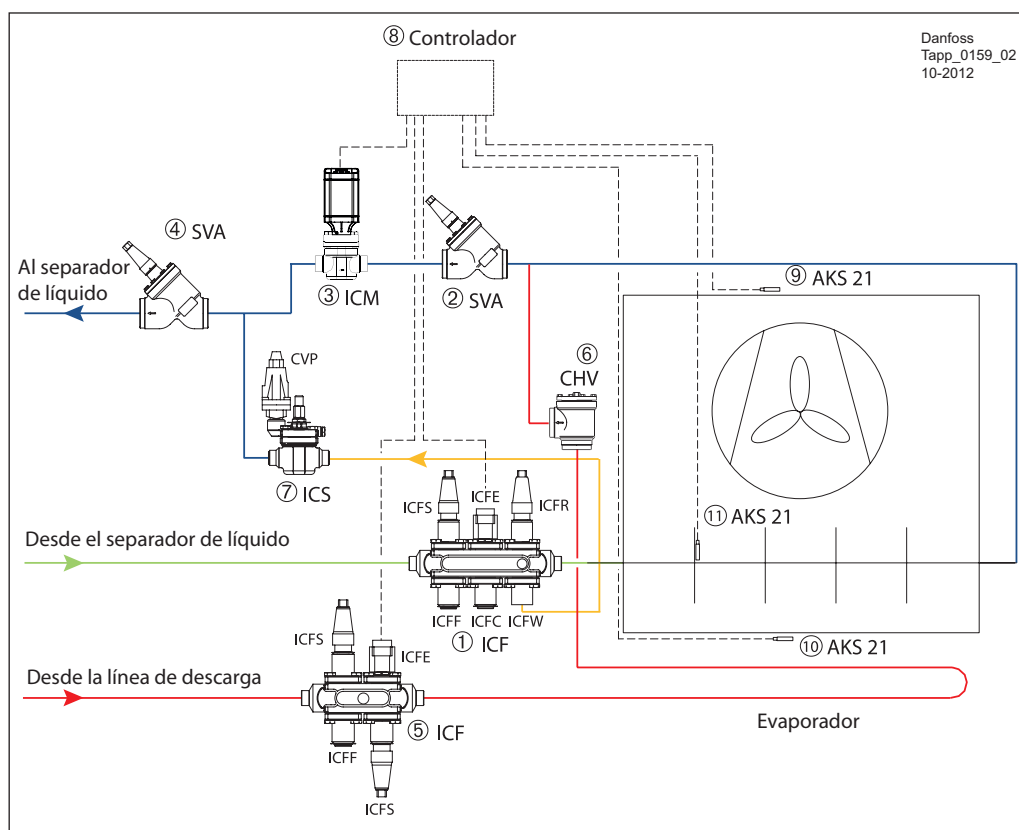 ⑧ Controlador
Danfoss
Tapp_0159_02
10-2012
④ SVA
Al separador
de líquido
③ ICM
② SVA
⑨ AKS 21
CVP
⑥
CHV
⑦ ICS
ICFS
ICFE
ICFR
⑪ AKS 21
Desde el separador de líquido
ICFF
ICFC
ICFW
① ICF
ICFS
ICFE
⑩ AKS 21
Desde la línea de descarga
Evaporador
⑤ ICF
ICFF
ICFS